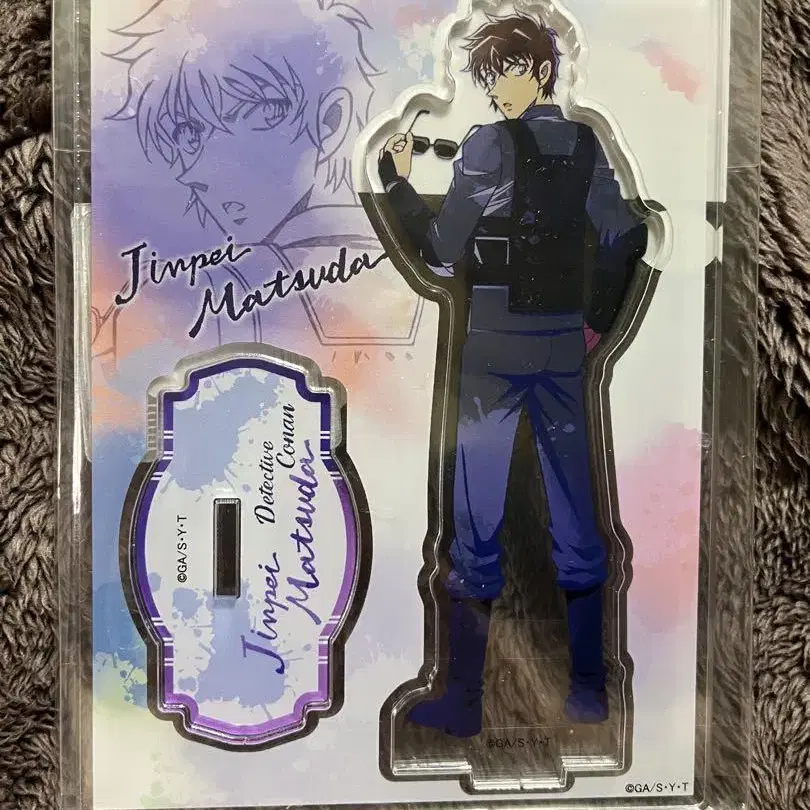 Jinpei
Matsuda
Detective
Conan
Jinpei
Matsuda
©GA/S・Y・T
©GA/S・Y・T
©GA/S・Y・T